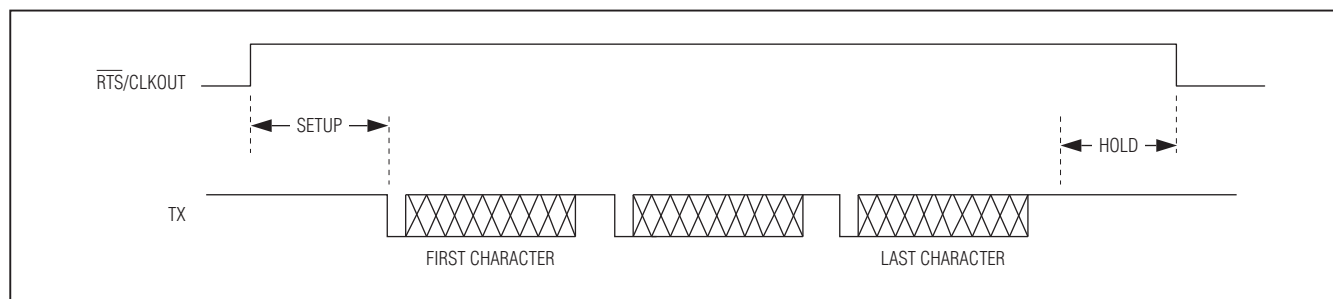 RTS/CLKOUT
SETUP
HOLD
TX
FIRST CHARACTER
LAST CHARACTER